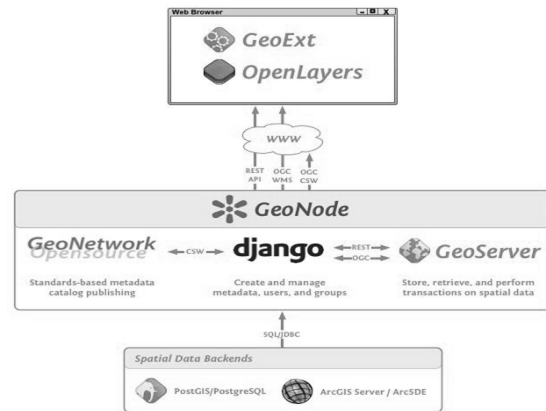 Web Browser
GeoExt
OpenLayers
WWW
REST API
OGC WMS
OGC CSW
GeoNode
GeoNetwork
Opensource
CSW
django
REST
OGC
GeoServer
Standards-based metadata
catalog publishing
Create and manage
metadata, users, and groups
Store, retrieve, and perform
transactions on spatial data
SQL/JDBC
Spatial Data Backends
PostGIS/PostgreSQL
ArcGIS Server / ArcSDE